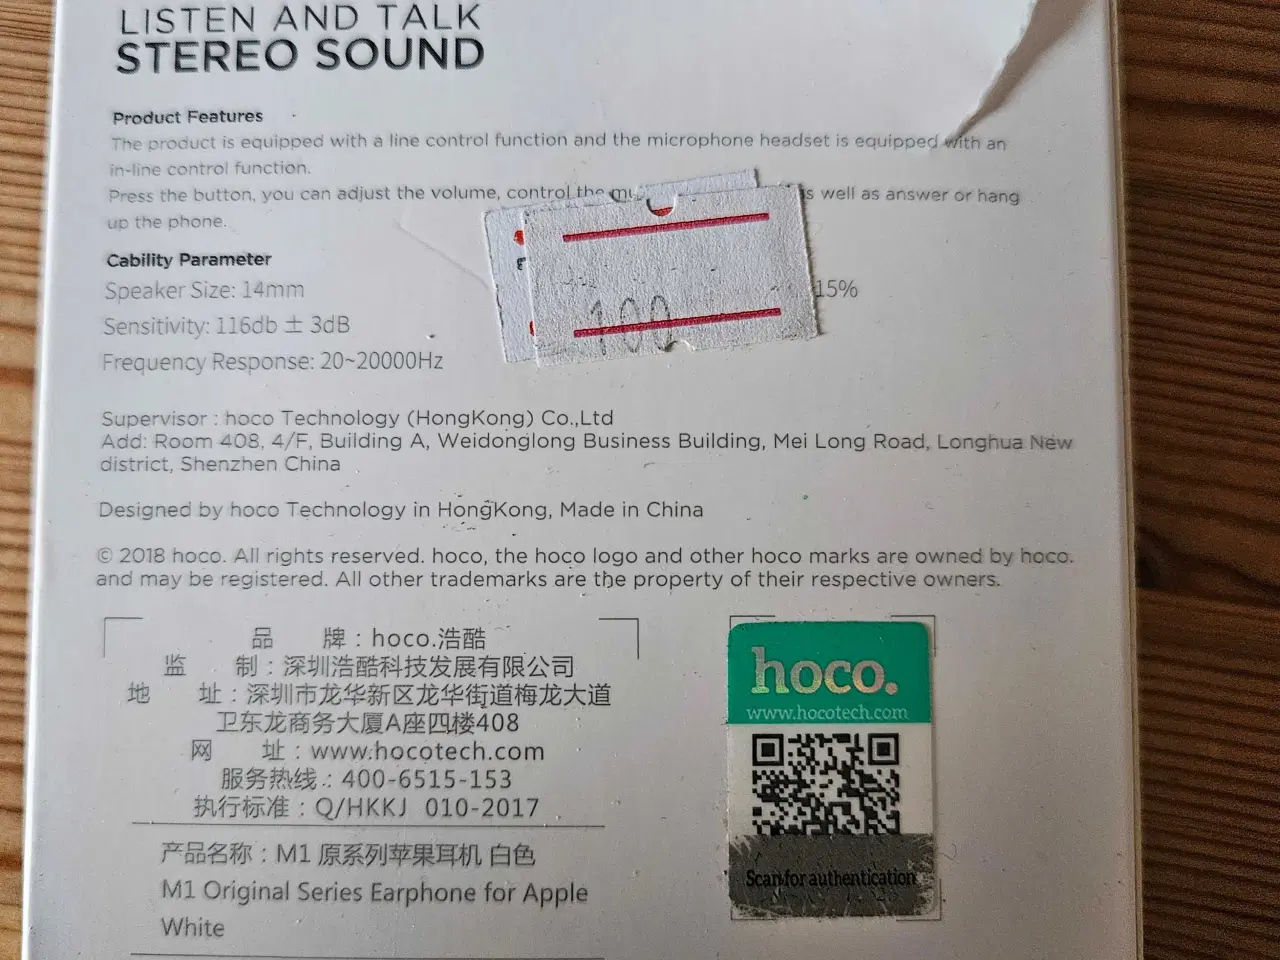 LISTEN AND TALK
STEREO SOUND
Product Features
The product is equipped with a line control function and the microphone headset is equipped with an
in-line control function.
Press the button, you can adjust the volume, control the mu s well as answer or hang
up the phone.
100
Cability Parameter
Speaker Size: 14mm
15%
Sensitivity: 116db ± 3dB
Frequency Response: 20~20000Hz
Supervisor : hoco Technology (HongKong) Co.,Ltd
Add: Room 408, 4/F, Building A, Weidonglong Business Building, Mei Long Road, Longhua New
district, Shenzhen China
Designed by hoco Technology in HongKong, Made in China
© 2018 hoco. All rights reserved. hoco, the hoco logo and other hoco marks are owned by hoco.
and may be registered. All other trademarks are the property of their respective owners.
品 牌：hoco.浩酷
监 制：深圳浩酷科技发展有限公司
地 址：深圳市龙华新区龙华街道梅龙大道
卫东龙商务大厦A座四楼408
网 址：www.hocotech.com
服务热线：400-6515-153
执行标准：Q/HKKJ 010-2017
产品名称：M1 原系列苹果耳机 白色
M1 Original Series Earphone for Apple
White
hoco.
www.hocotech.com
Scan for authentication